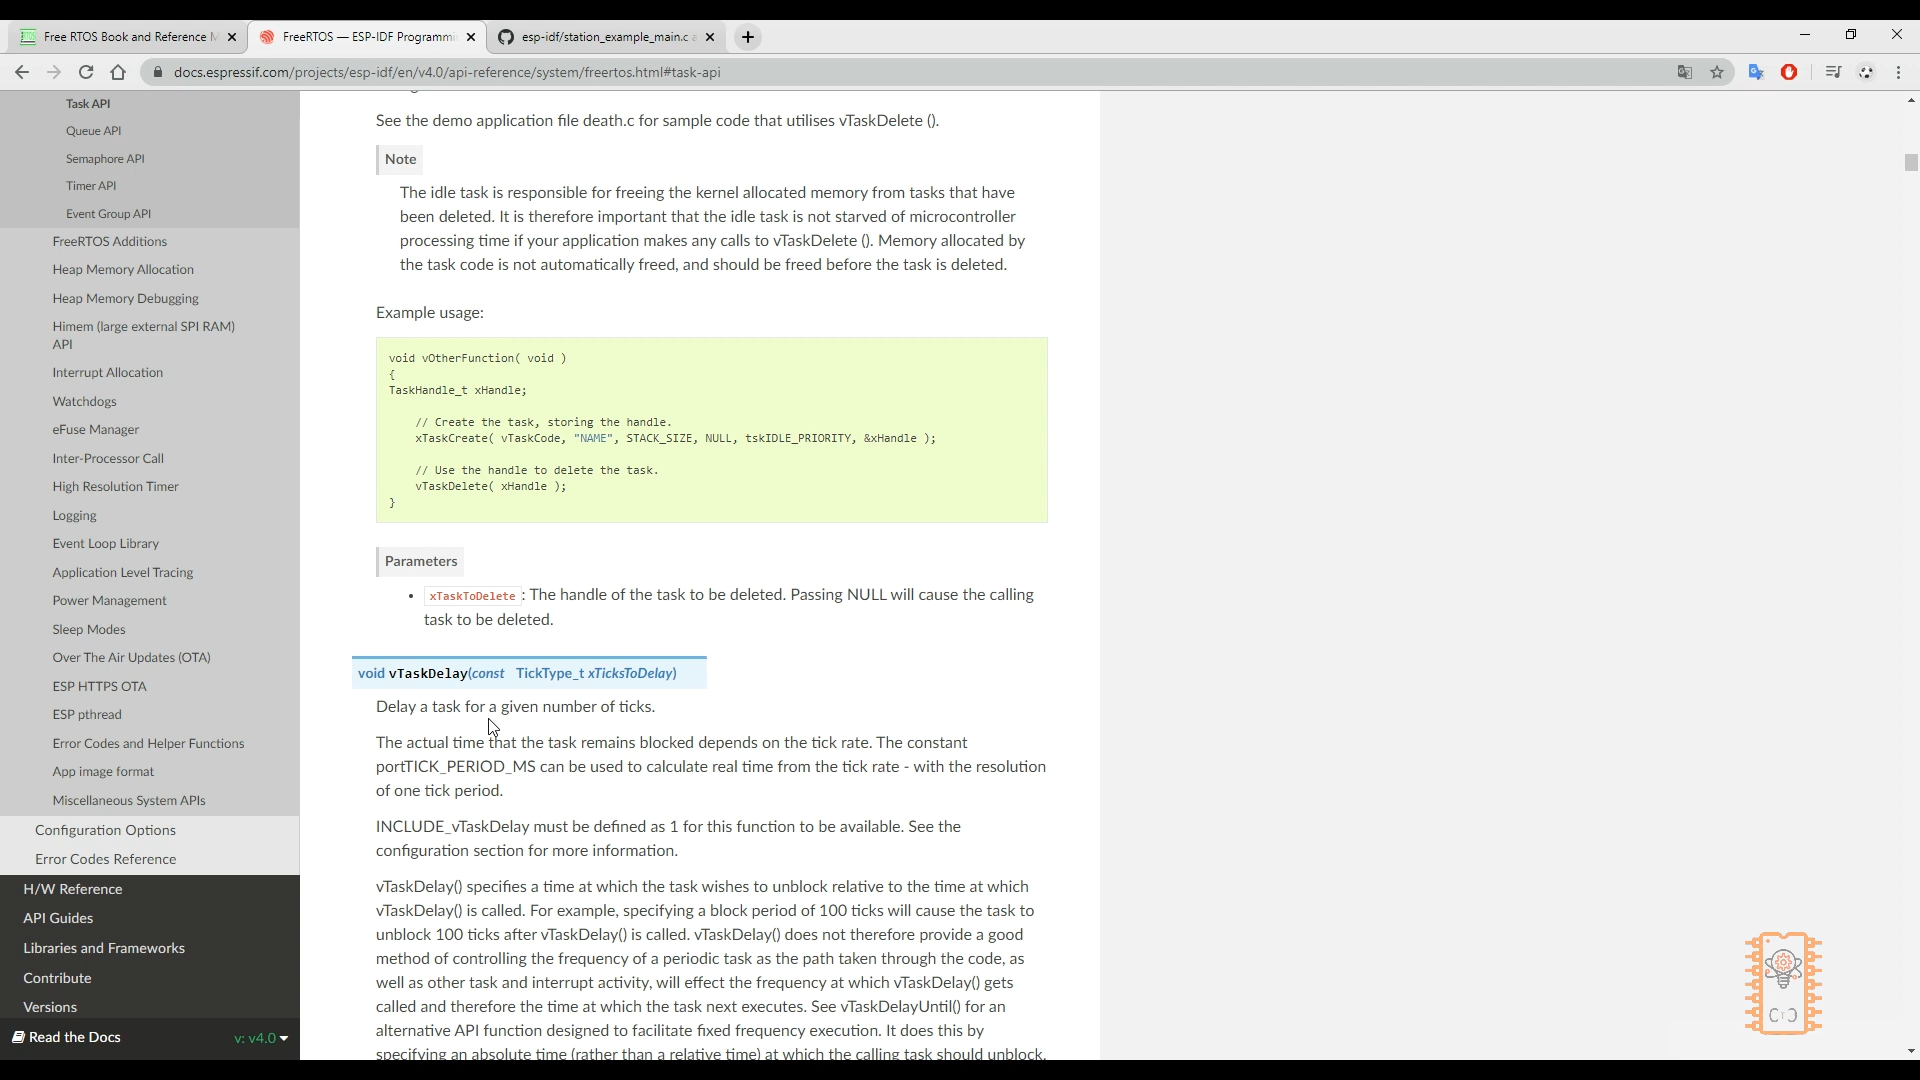 Free RTOS Book and Reference M
FreeRTOS — ESP-IDF Programmi
esp-idf/station_example_main.c
docs.espressif.com/projects/esp-idf/en/v4.0/api-reference/system/freertos.html#task-api
Task API
Queue API
Semaphore API
Timer API
Event Group API
FreeRTOS Additions
Heap Memory Allocation
Heap Memory Debugging
Himem (large external SPI RAM)
API
Interrupt Allocation
Watchdogs
eFuse Manager
Inter-Processor Call
High Resolution Timer
Logging
Event Loop Library
Application Level Tracing
Power Management
Sleep Modes
Over The Air Updates (OTA)
ESP HTTPS OTA
ESP pthread
Error Codes and Helper Functions
App image format
Miscellaneous System APIs
Configuration Options
Error Codes Reference
H/W Reference
API Guides
Libraries and Frameworks
Contribute
Versions
Read the Docs
v: v4.0
See the demo application file death.c for sample code that utilises vTaskDelete ().
Note
The idle task is responsible for freeing the kernel allocated memory from tasks that have
been deleted. It is therefore important that the idle task is not starved of microcontroller
processing time if your application makes any calls to vTaskDelete (). Memory allocated by
the task code is not automatically freed, and should be freed before the task is deleted.
Example usage:
void vOtherFunction( void )
{
TaskHandle_t xHandle;
// Create the task, storing the handle.
xTaskCreate( vTaskCode, "NAME", STACK_SIZE, NULL, tskIDLE_PRIORITY, &xHandle );
// Use the handle to delete the task.
vTaskDelete( xHandle );
}
Parameters
• xTaskToDelete : The handle of the task to be deleted. Passing NULL will cause the calling
task to be deleted.
void vTaskDelay(const TickType_t xTicksToDelay)
Delay a task for a given number of ticks.
The actual time that the task remains blocked depends on the tick rate. The constant
portTICK_PERIOD_MS can be used to calculate real time from the tick rate - with the resolution
of one tick period.
INCLUDE_vTaskDelay must be defined as 1 for this function to be available. See the
configuration section for more information.
vTaskDelay() specifies a time at which the task wishes to unblock relative to the time at which
vTaskDelay() is called. For example, specifying a block period of 100 ticks will cause the task to
unblock 100 ticks after vTaskDelay() is called. vTaskDelay() does not therefore provide a good
method of controlling the frequency of a periodic task as the path taken through the code, as
well as other task and interrupt activity, will effect the frequency at which vTaskDelay() gets
called and therefore the time at which the task next executes. See vTaskDelayUntil() for an
alternative API function designed to facilitate fixed frequency execution. It does this by
specifying an absolute time (rather than a relative time) at which the calling task should unblock.